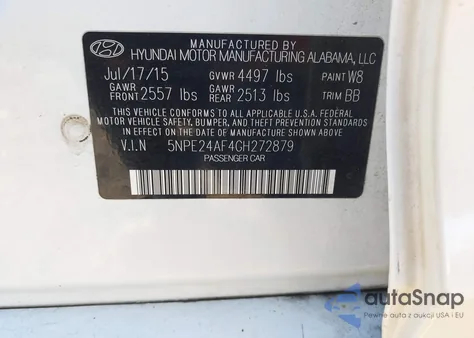 MANUFACTURED BY
HYUNDAI MOTOR MANUFACTURING ALABAMA, LLC
Jul/17/15 GVWR 4497 lbs PAINT W8
GAWR FRONT 2557 lbs GAWR REAR 2513 lbs TRIM BB
THIS VEHICLE CONFORMS TO ALL APPLICABLE U.S.A. FEDERAL
MOTOR VEHICLE SAFETY, BUMPER, AND THEFT PREVENTION
STANDARDS IN EFFECT ON THE DATE OF MANUFACTURE SHOWN ABOVE.
V.I.N 5NPE24AF4GH272879
PASSENGER CAR
autoSnap
Pewne auta z aukcji USA i EU